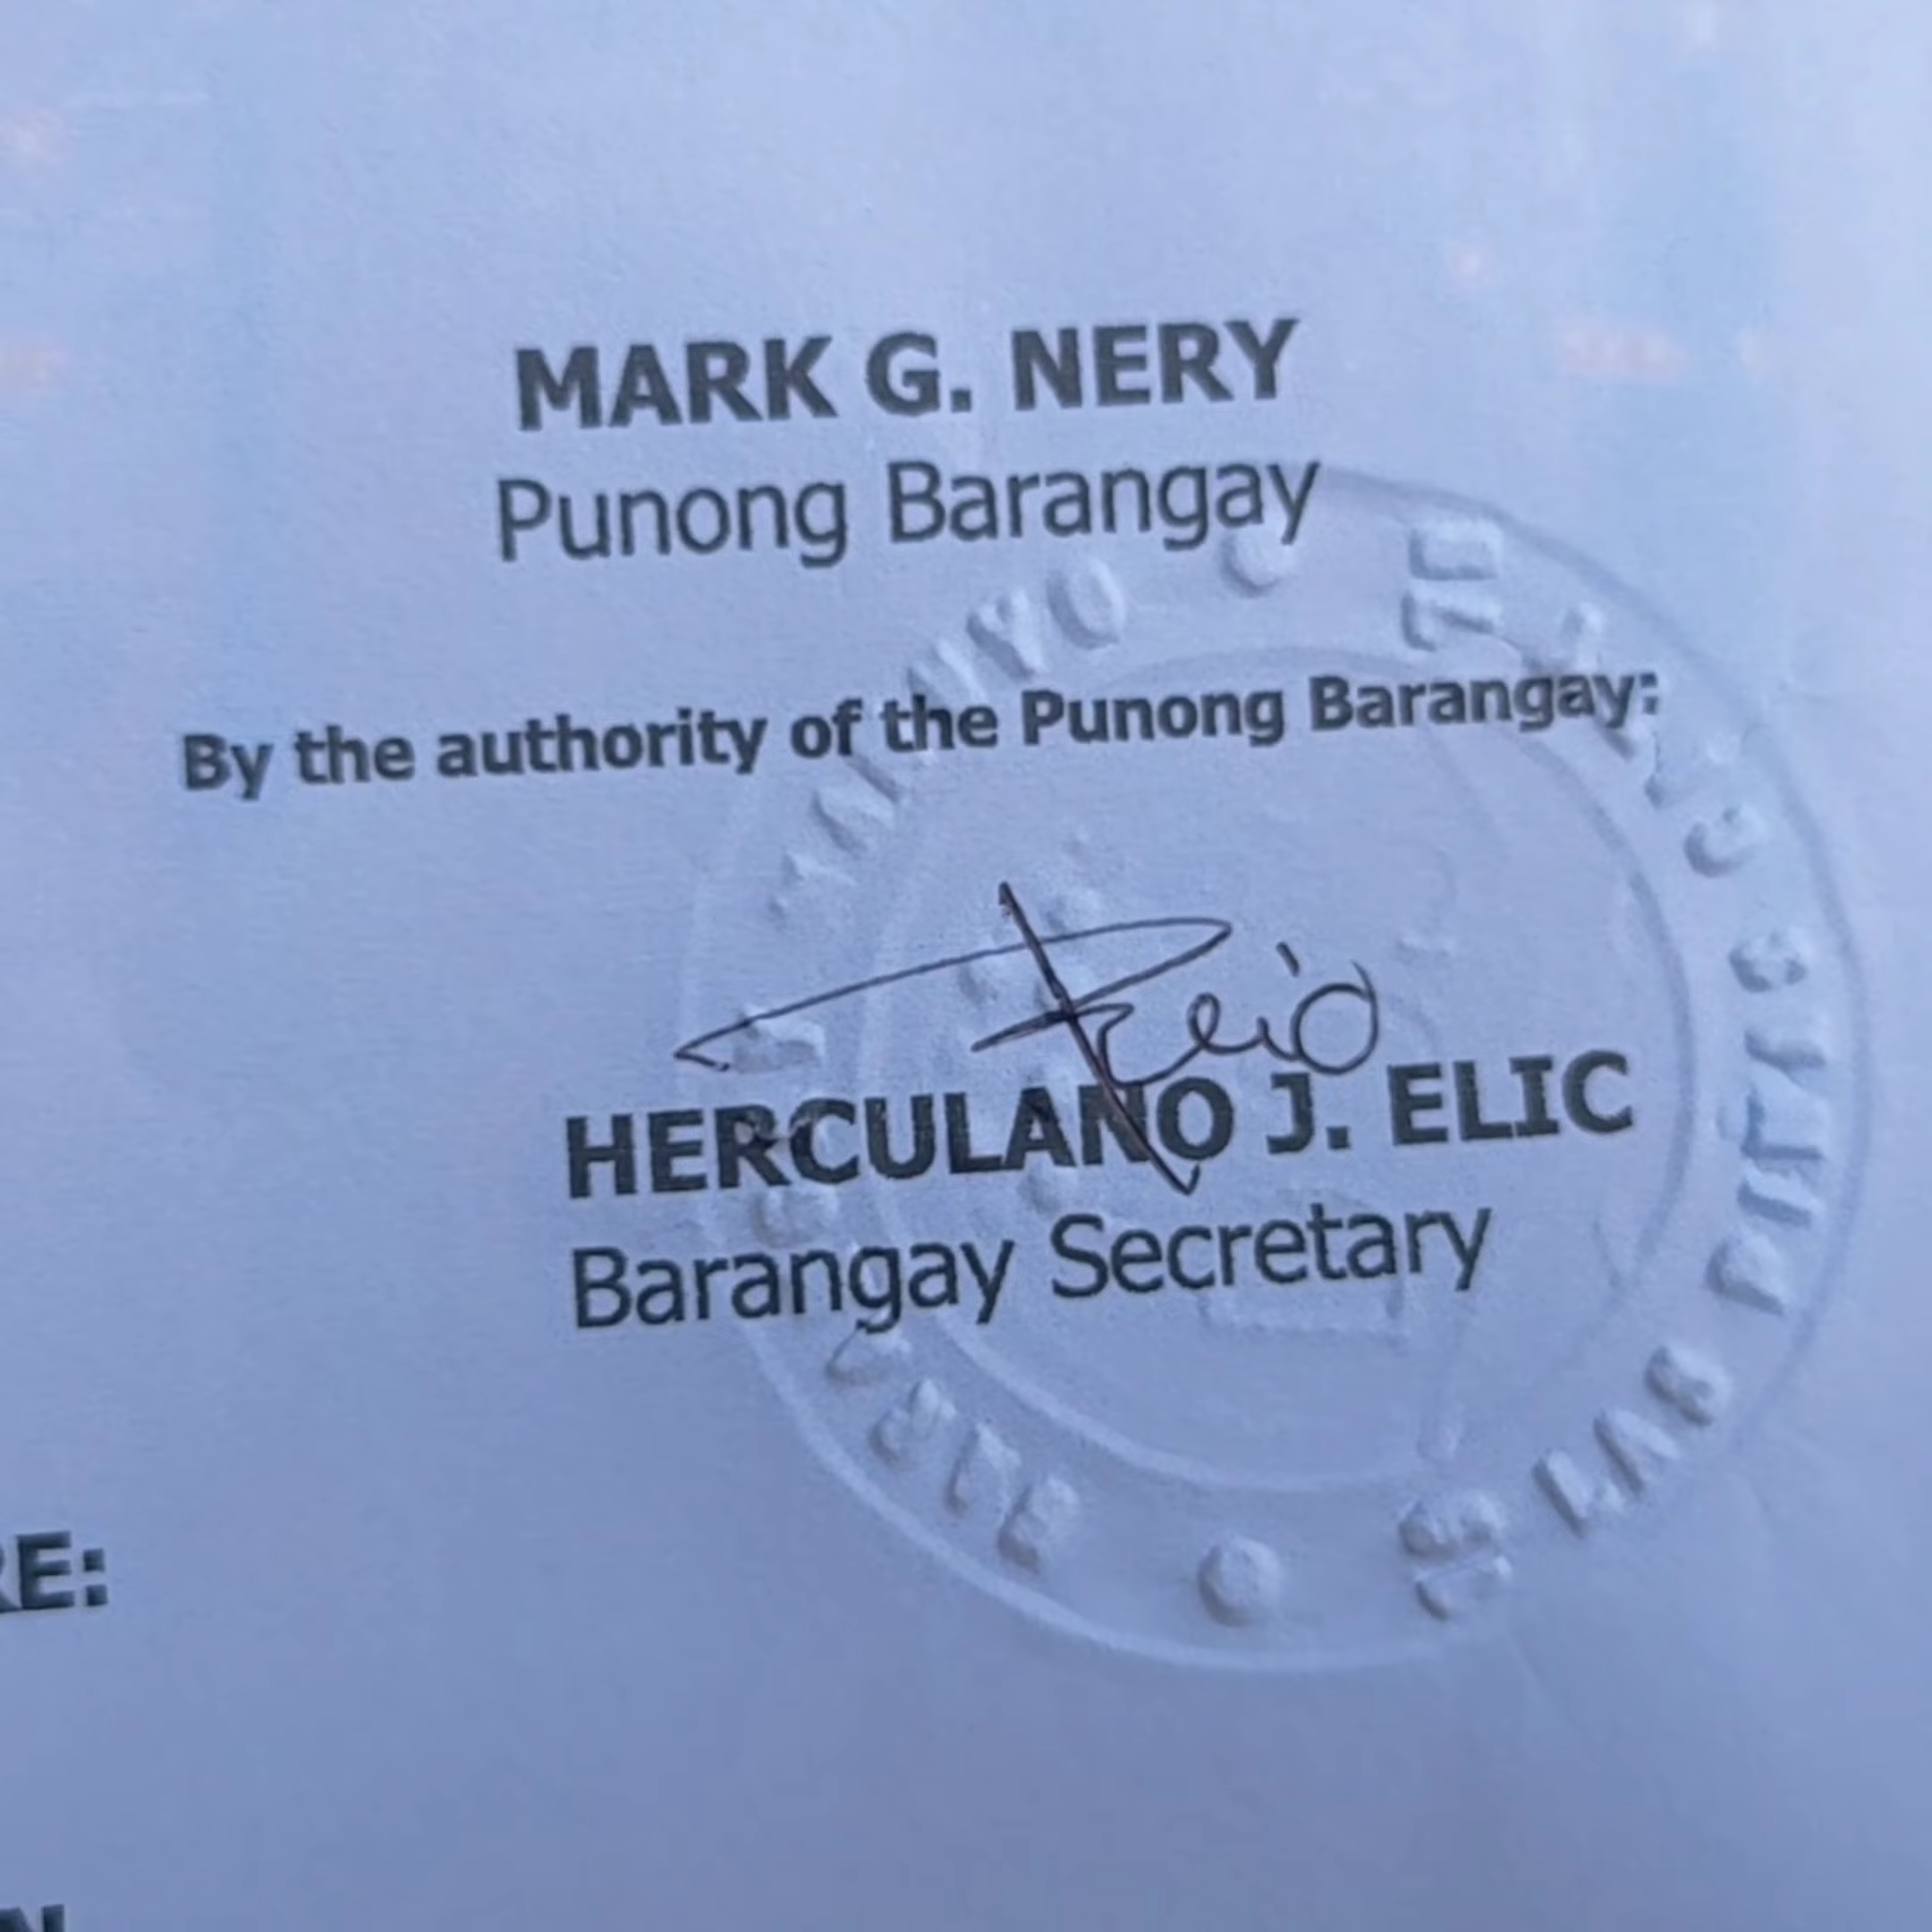 MARK G. NERY
Punong Barangay
By the authority of the Punong Barangay:
HERCULANO J. ELIC
Barangay Secretary
RE: